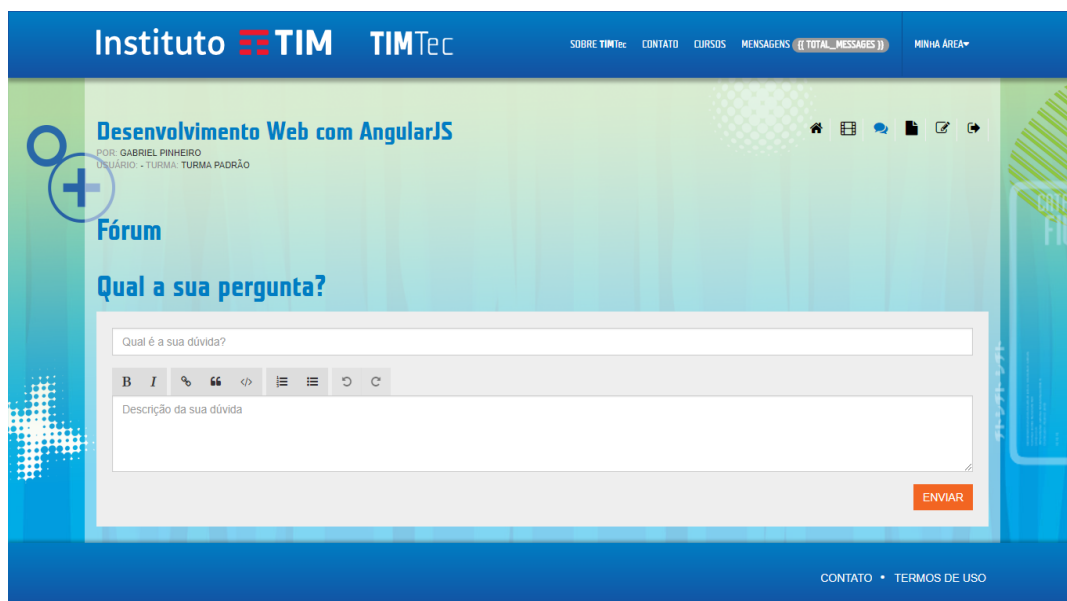 Instituto TIM TIMTec
SOBRE TIMTec CONTATO CURSOS MENSAGENS {{ TOTAL_MESSAGES }} MINHA ÁREA
Desenvolvimento Web com AngularJS
POR: GABRIEL PINHEIRO
USUÁRIO: - TURMA: TURMA PADRÃO
Fórum
Qual a sua pergunta?
Qual é a sua dúvida?
B I
Descrição da sua dúvida
ENVIAR
CONTATO • TERMOS DE USO